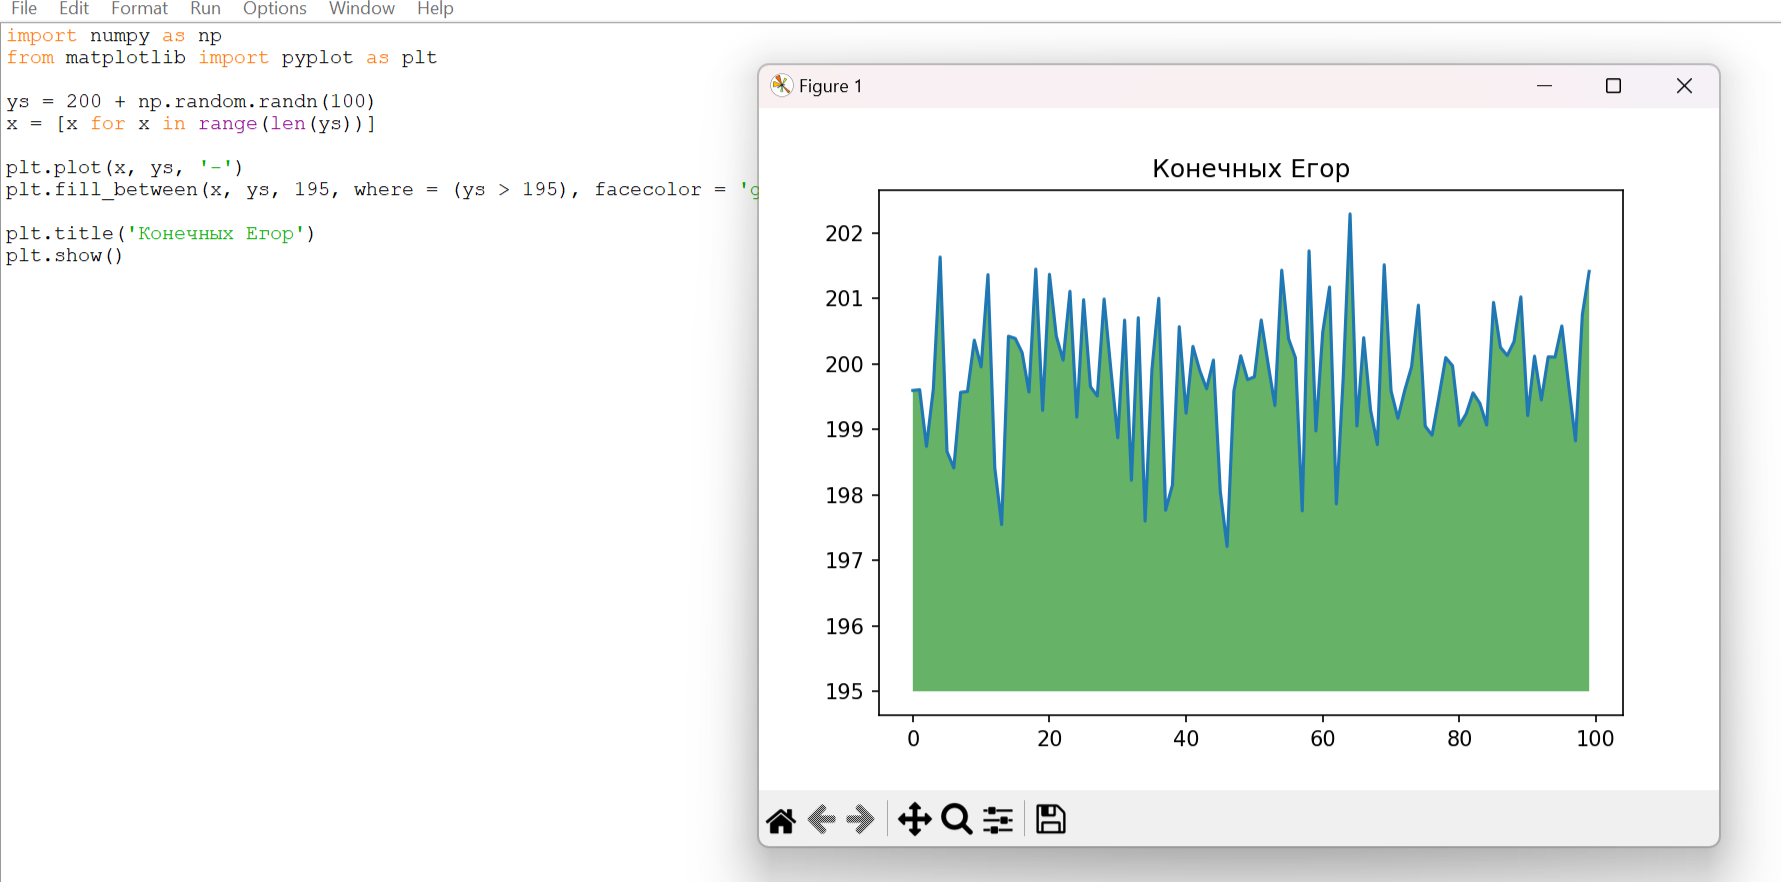 File Edit Format Run Options Window Help
import numpy as np
from matplotlib import pyplot as plt
ys = 200 + np.random.randn(100)
x = [x for x in range(len(ys))]
plt.plot(x, ys, '-')
plt.fill_between(x, ys, 195, where = (ys > 195), facecolor = 'g
plt.title('Конечных Егор')
plt.show()
Figure 1
Конечных Егор
202
201
200
199
198
197
196
195
0 20 40 60 80 100